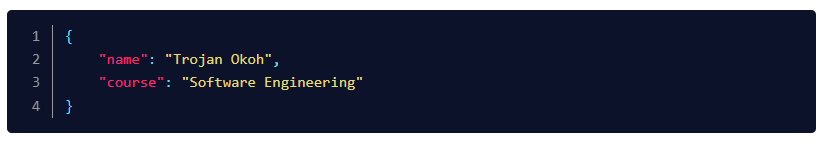 1 {
2 "name": "Trojan Okoh",
3 "course": "Software Engineering"
4 }